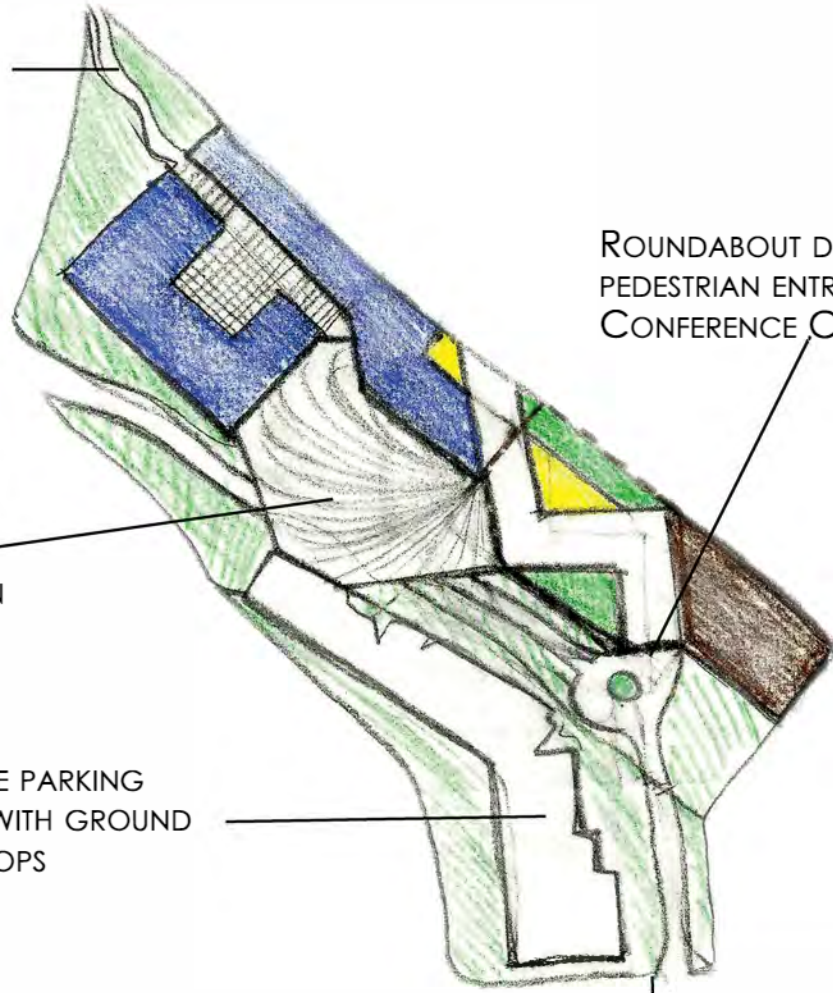 ROUNDABOUT D
PEDESTRIAN ENTR
CONFERENCE C
N
E PARKING
WITH GROUND
OPS